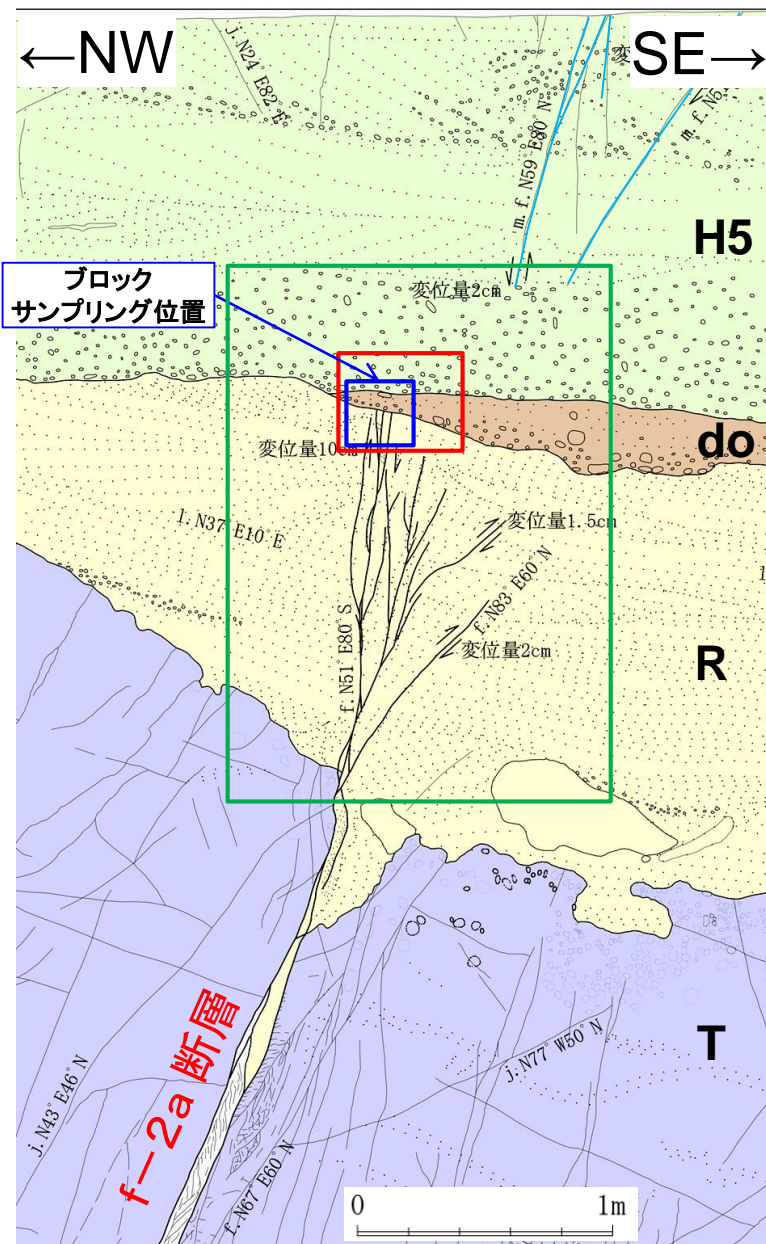 ←NW
SE→
j. N24°E82°E
変
m. f. N59°E80°N
m. f. N5
H5
ブロック
サンプリング位置
変位量2cm
do
変位量10cm
l. N37°E10°E
変位量1.5cm
f. N83°E60°N
f. N51°E80°S
変位量2cm
R
l
f－2a 断層
T
j. N77°W50°N
j. N43°E46°N
f. N67°E60°N
0
1m